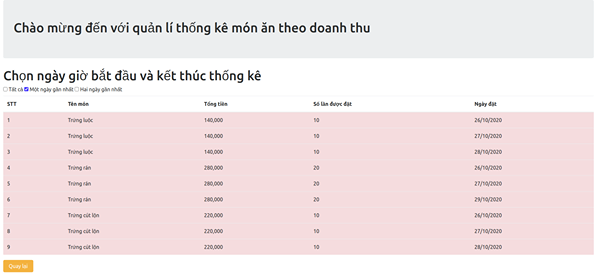 Chào mừng đến với quản lí thống kê món ăn theo doanh thu
Chọn ngày giờ bắt đầu và kết thúc thống kê
Tất cả Một ngày gần nhất Hai ngày gần nhất
STT Tên món Tổng tiền Số lần được đặt Ngày đặt
1 Trứng luộc 140,000 10 26/10/2020
2 Trứng luộc 140,000 10 27/10/2020
3 Trứng luộc 140,000 10 28/10/2020
4 Trứng rán 280,000 20 26/10/2020
5 Trứng rán 280,000 20 27/10/2020
6 Trứng rán 280,000 20 29/10/2020
7 Trứng cút lộn 220,000 10 26/10/2020
8 Trứng cút lộn 220,000 10 27/10/2020
9 Trứng cút lộn 220,000 10 28/10/2020
Quay lại